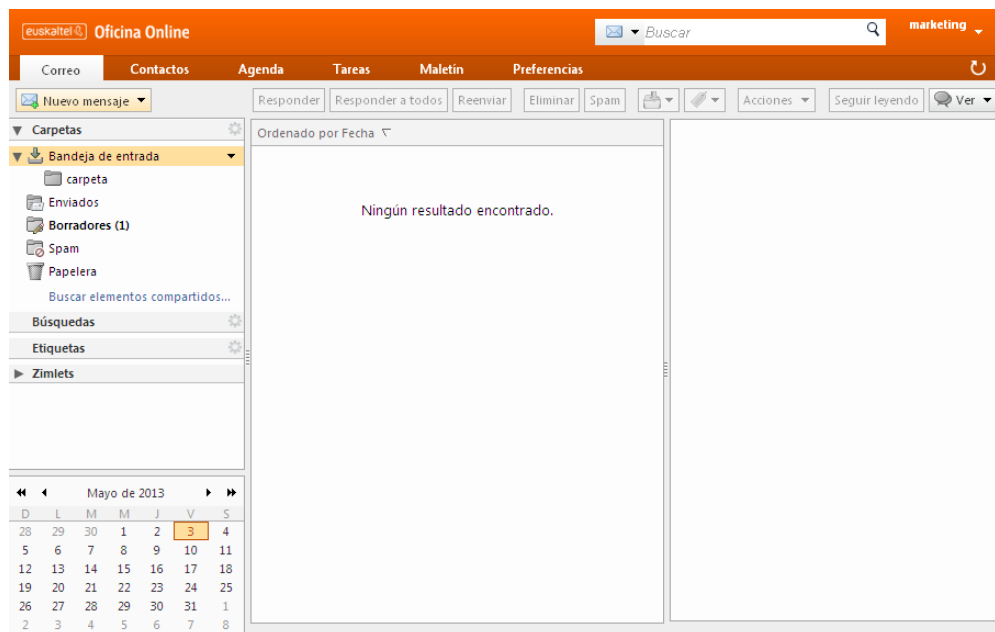 euskaltel Oficina Online
Buscar
marketing
Correo Contactos Agenda Tareas Maletín Preferencias
Nuevo mensaje Responder Responder a todos Reenviar Eliminar Spam Acciones Seguir leyendo Ver
Carpetas
Bandeja de entrada
carpeta
Enviados
Borradores (1)
Spam
Papelera
Buscar elementos compartidos...
Búsquedas
Etiquetas
Zimlets
Ordenado por Fecha
Ningún resultado encontrado.
Mayo de 2013
D L M M J V S
28 29 30 1 2 3 4
5 6 7 8 9 10 11
12 13 14 15 16 17 18
19 20 21 22 23 24 25
26 27 28 29 30 31 1
2 3 4 5 6 7 8